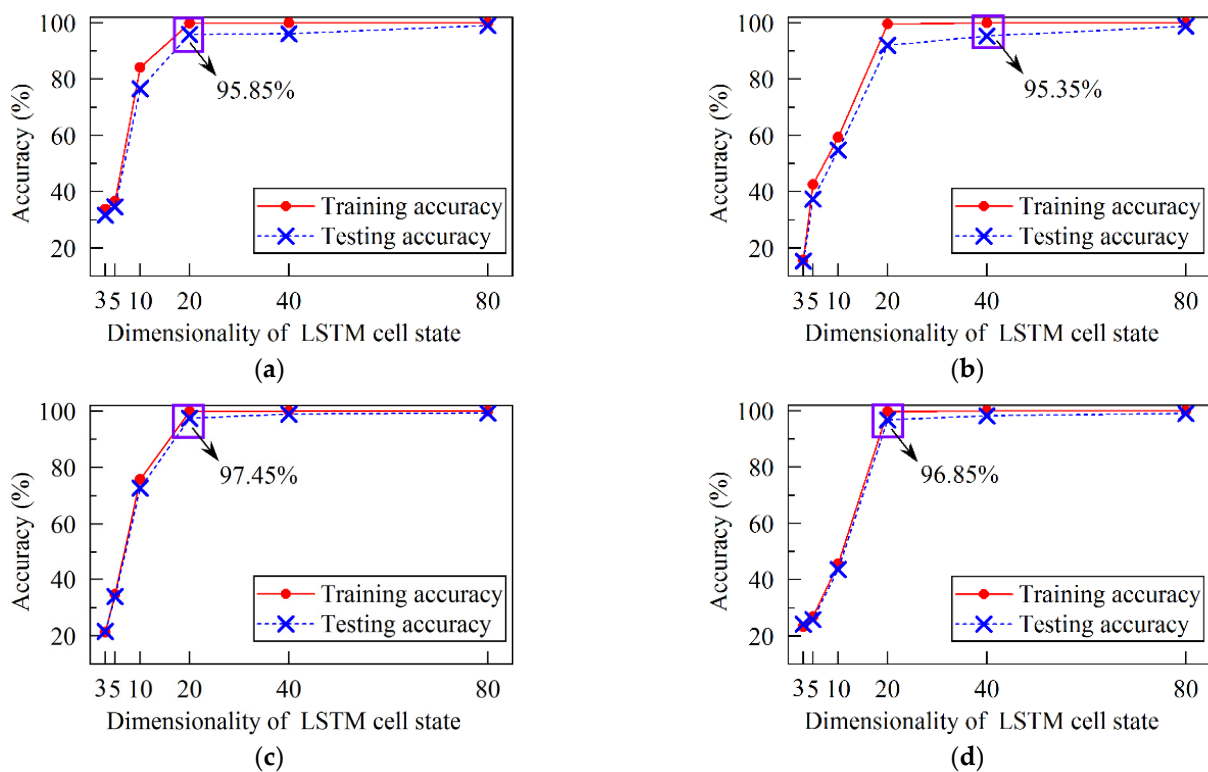 100
80
60
40
20
Accuracy (%)
95.85%
Training accuracy
Testing accuracy
3 5 10 20 40 80
Dimensionality of LSTM cell state
(a)
100
80
60
40
20
Accuracy (%)
95.35%
Training accuracy
Testing accuracy
3 5 10 20 40 80
Dimensionality of LSTM cell state
(b)
100
80
60
40
20
Accuracy (%)
97.45%
Training accuracy
Testing accuracy
3 5 10 20 40 80
Dimensionality of LSTM cell state
(c)
100
80
60
40
20
Accuracy (%)
96.85%
Training accuracy
Testing accuracy
3 5 10 20 40 80
Dimensionality of LSTM cell state
(d)